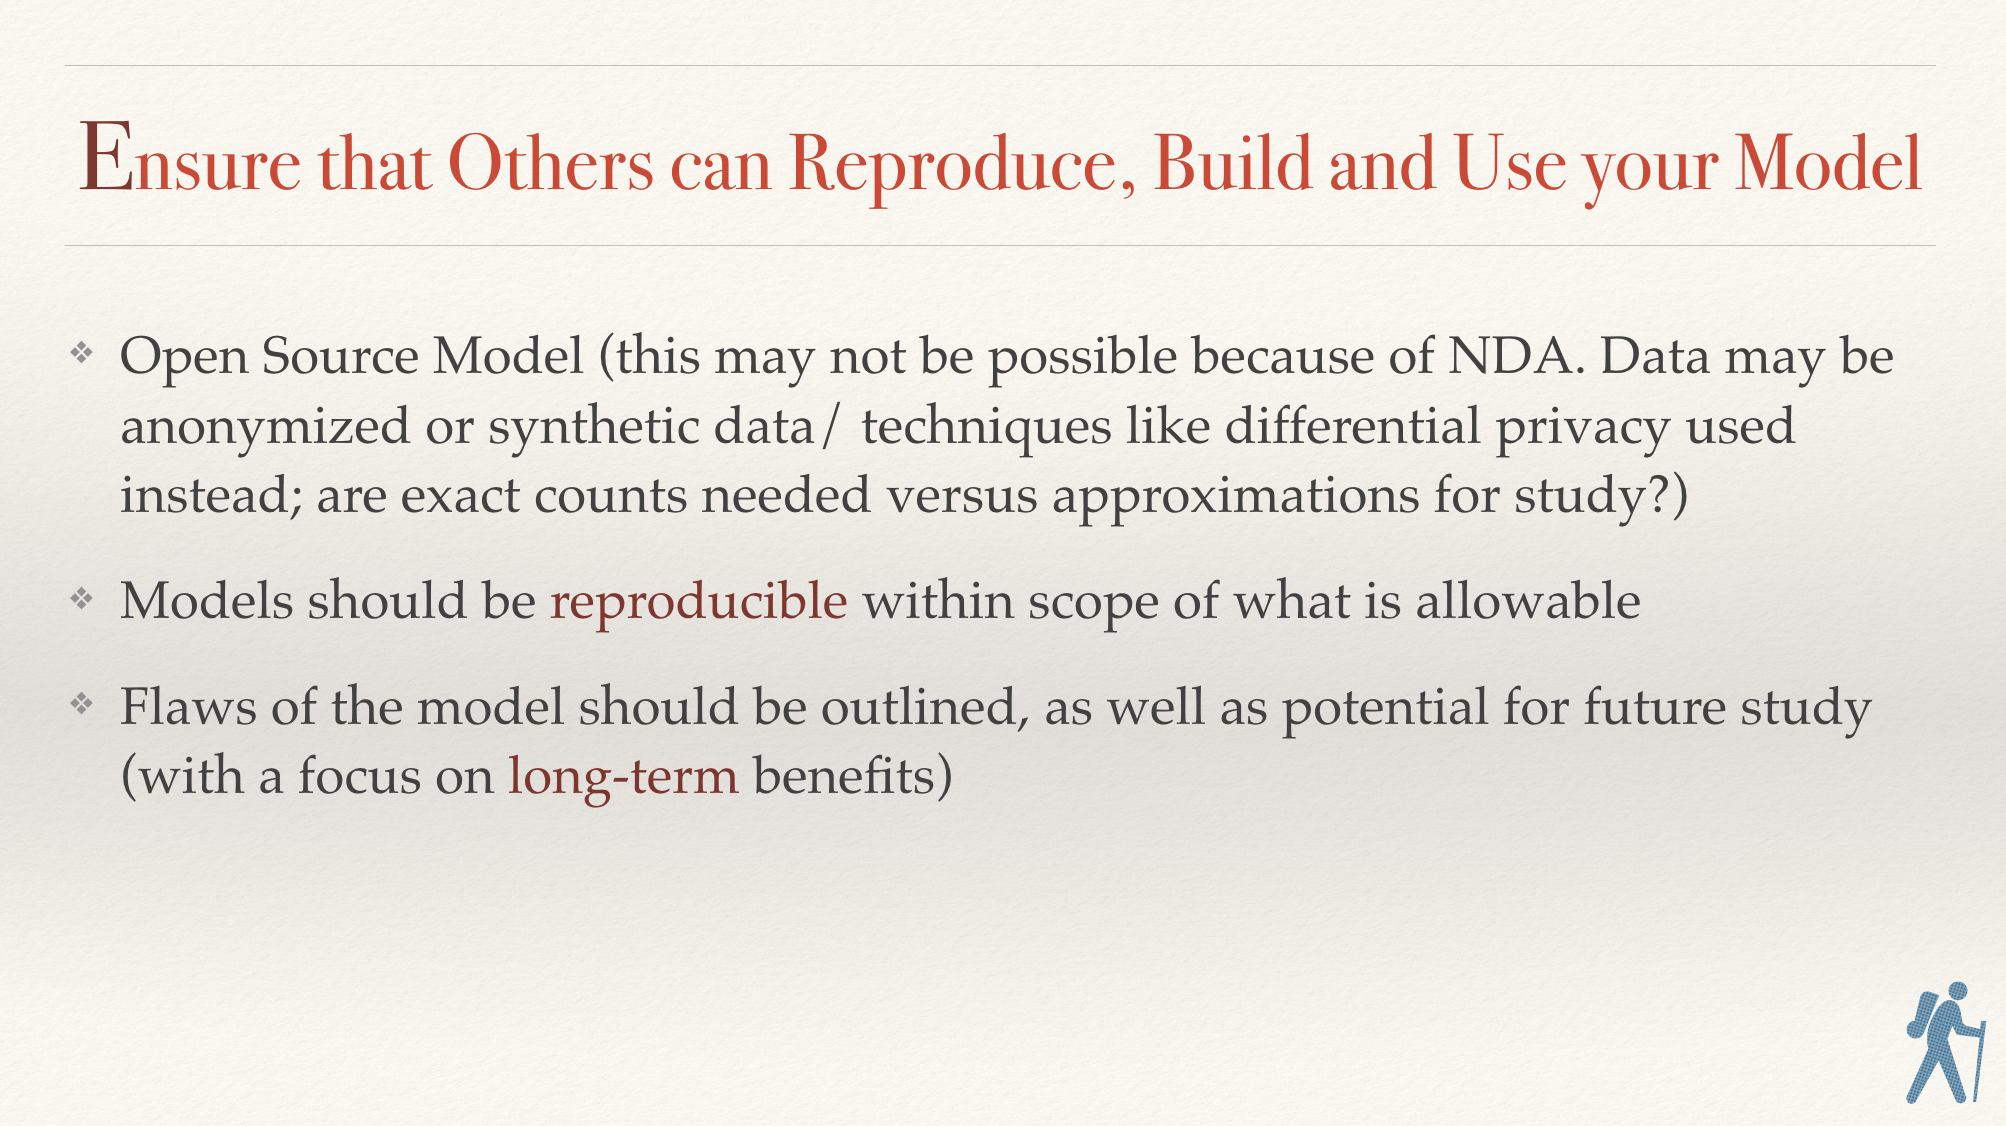 Ensure that Others can Reproduce, Build and Use your Model
❖ Open Source Model (this may not be possible because of NDA. Data may be
anonymized or synthetic data/ techniques like differential privacy used
instead; are exact counts needed versus approximations for study?)
❖ Models should be reproducible within scope of what is allowable
❖ Flaws of the model should be outlined, as well as potential for future study
(with a focus on long-term benefits)